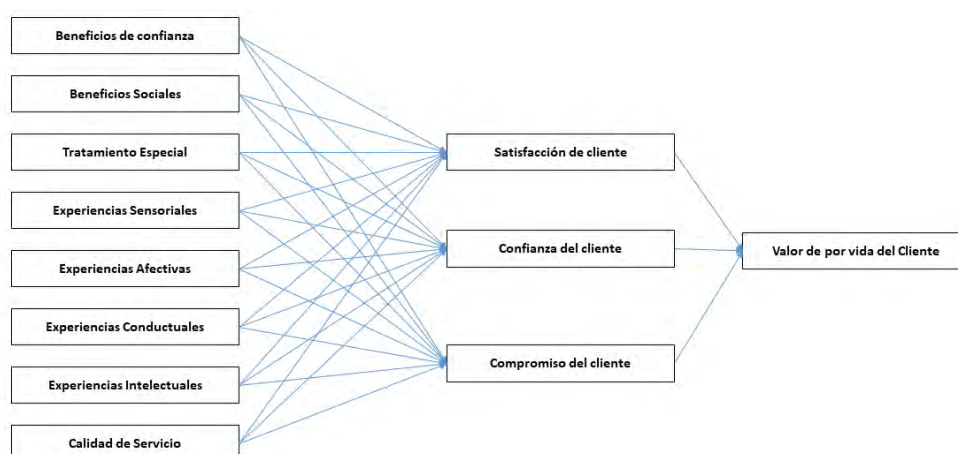 Beneficios de confianza
Beneficios Sociales
Tratamiento Especial
Experiencias Sensoriales
Experiencias Afectivas
Experiencias Conductuales
Experiencias Intelectuales
Calidad de Servicio
Satisfacción de cliente
Confianza del cliente
Compromiso del cliente
Valor de por vida del Cliente